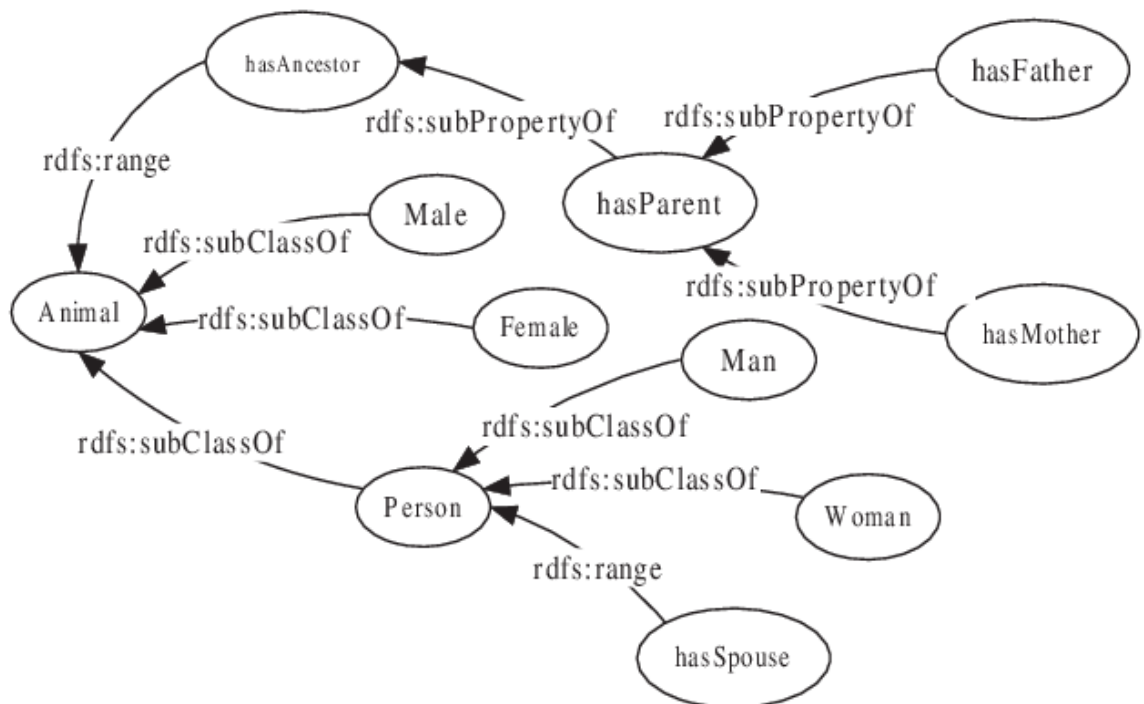 hasAncestor
hasFather
rdfs:subPropertyOf
rdfs:subPropertyOf
rdfs:range
hasParent
Male
rdfs:subClassOf
rdfs:subPropertyOf
Animal
rdfs:subClassOf
Female
hasMother
Man
rdfs:subClassOf
rdfs:subClassOf
rdfs:subClassOf
Person
Woman
rdfs:range
hasSpouse